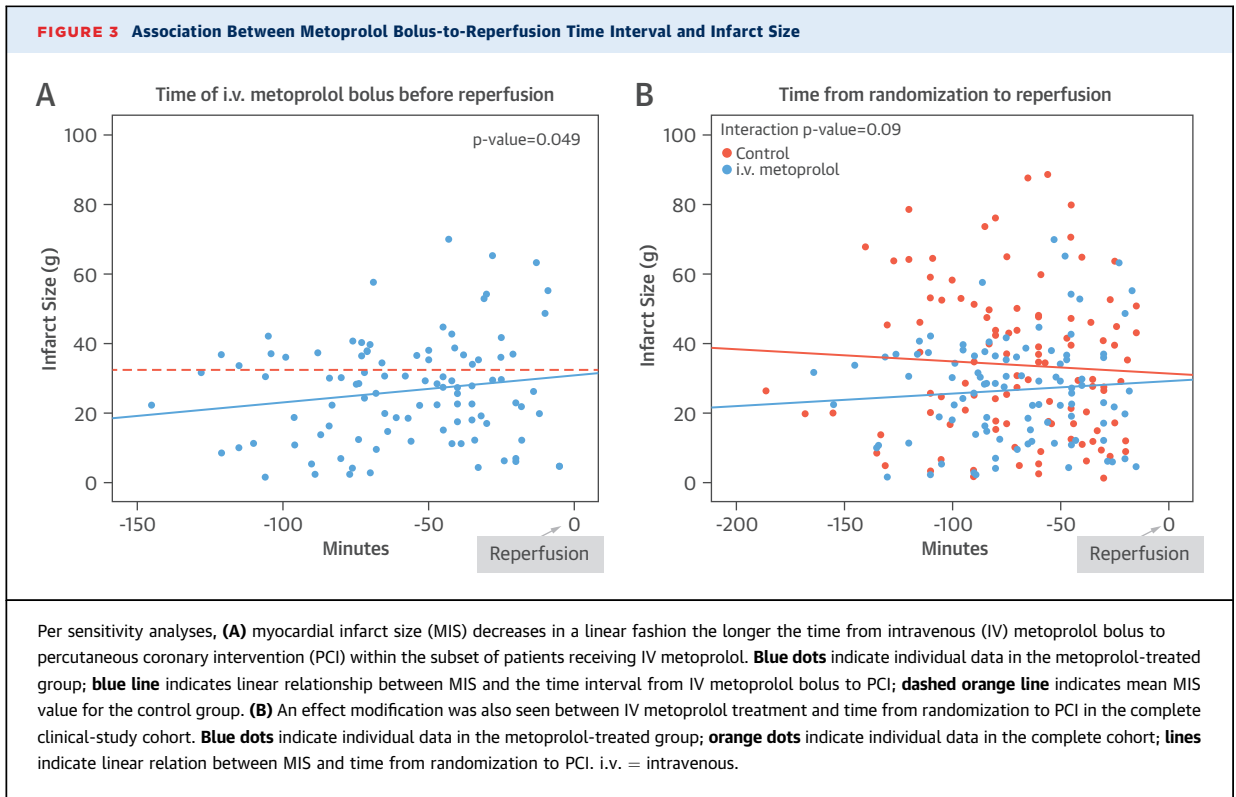 FIGURE 3 Association Between Metoprolol Bolus-to-Reperfusion Time Interval and Infarct Size
A
Time of i.v. metoprolol bolus before reperfusion
p-value=0.049
Infarct Size (g)
100
80
60
40
20
0
-150
-100
-50
0
Minutes
Reperfusion
B
Time from randomization to reperfusion
Interaction p-value=0.09
Control
i.v. metoprolol
Infarct Size (g)
100
80
60
40
20
0
-200
-150
-100
-50
0
Minutes
Reperfusion
Per sensitivity analyses, (A) myocardial infarct size (MIS) decreases in a linear fashion the longer the time from intravenous (IV) metoprolol bolus to
percutaneous coronary intervention (PCI) within the subset of patients receiving IV metoprolol. Blue dots indicate individual data in the metoprolol-treated
group; blue line indicates linear relationship between MIS and the time interval from IV metoprolol bolus to PCI; dashed orange line indicates mean MIS
value for the control group. (B) An effect modification was also seen between IV metoprolol treatment and time from randomization to PCI in the complete
clinical-study cohort. Blue dots indicate individual data in the metoprolol-treated group; orange dots indicate individual data in the complete cohort; lines
indicate linear relation between MIS and time from randomization to PCI. i.v. = intravenous.